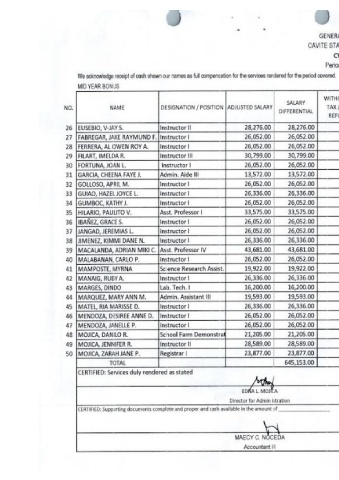 GENERA
CAVITE STA
C
Perio
We acknowledge receipt of cash shown our names as full compensation for the services rendered for the period covered.
MID YEAR BONUS
NO. NAME DESIGNATION / POSITION ADJUSTED SALARY SALARY DIFFERENTIAL WITHH TAX REF
26 EUSEBIO, V-JAY S. Instructor II 28,276.00 28,276.00
27 FABREGAR, JAKE RAYMUND F. Instructor I 26,052.00 26,052.00
28 FERRERA, AL OWEN ROY A. Instructor I 26,052.00 26,052.00
29 FILART, IMELDA R. Instructor III 30,799.00 30,799.00
30 FORTUNA, JOAN L. Instructor I 26,052.00 26,052.00
31 GARCIA, CHEENA FAYE J. Admin. Aide III 13,572.00 13,572.00
32 GOLLOSO, APRIL M. Instructor I 26,052.00 26,052.00
33 GUIAO, HAZEL JOYCE L. Instructor I 26,336.00 26,336.00
34 GUMBOC, KATHY J. Instructor I 26,052.00 26,052.00
35 HILARIO, PAULITO V. Asst. Professor I 33,575.00 33,575.00
36 IBAÑEZ, GRACE S. Instructor I 26,052.00 26,052.00
37 JANGAD, JEREMIAS L. Instructor I 26,052.00 26,052.00
38 JIMENEZ, KIMMI DANE N. Instructor I 26,336.00 26,336.00
39 MACALANDA, ADRIAN MIKO C. Asst. Professor IV 43,681.00 43,681.00
40 MALABANAN, CARLO P. Instructor I 26,052.00 26,052.00
41 MAMPOSTE, MYRNA Science Research Assist. 19,922.00 19,922.00
42 MANAIG, RUBY A. Instructor I 26,336.00 26,336.00
43 MARGES, DINDO Lab. Tech. I 16,200.00 16,200.00
44 MARQUEZ, MARY ANN M. Admin. Assistant III 19,593.00 19,593.00
45 MATEL, RIA MARISSE D. Instructor I 26,336.00 26,336.00
46 MENDOZA, DESIREE ANNE D. Instructor I 26,052.00 26,052.00
47 MENDOZA, JANELLE P. Instructor I 26,052.00 26,052.00
48 MOJICA, DANILO R. School Farm Demonstrat 21,205.00 21,205.00
49 MOJICA, JENNIFER R. Instructor II 28,589.00 28,589.00
50 MOJICA, ZARAH JANE P. Registrar I 23,877.00 23,877.00
TOTAL 645,153.00
CERTIFIED: Services duly rendered as stated
EDNA L. MOJICA
Director for Administration
CERTIFIED: Supporting documents complete and proper and cash available in the amount of
MAECY G. NOCEDA
Accountant II